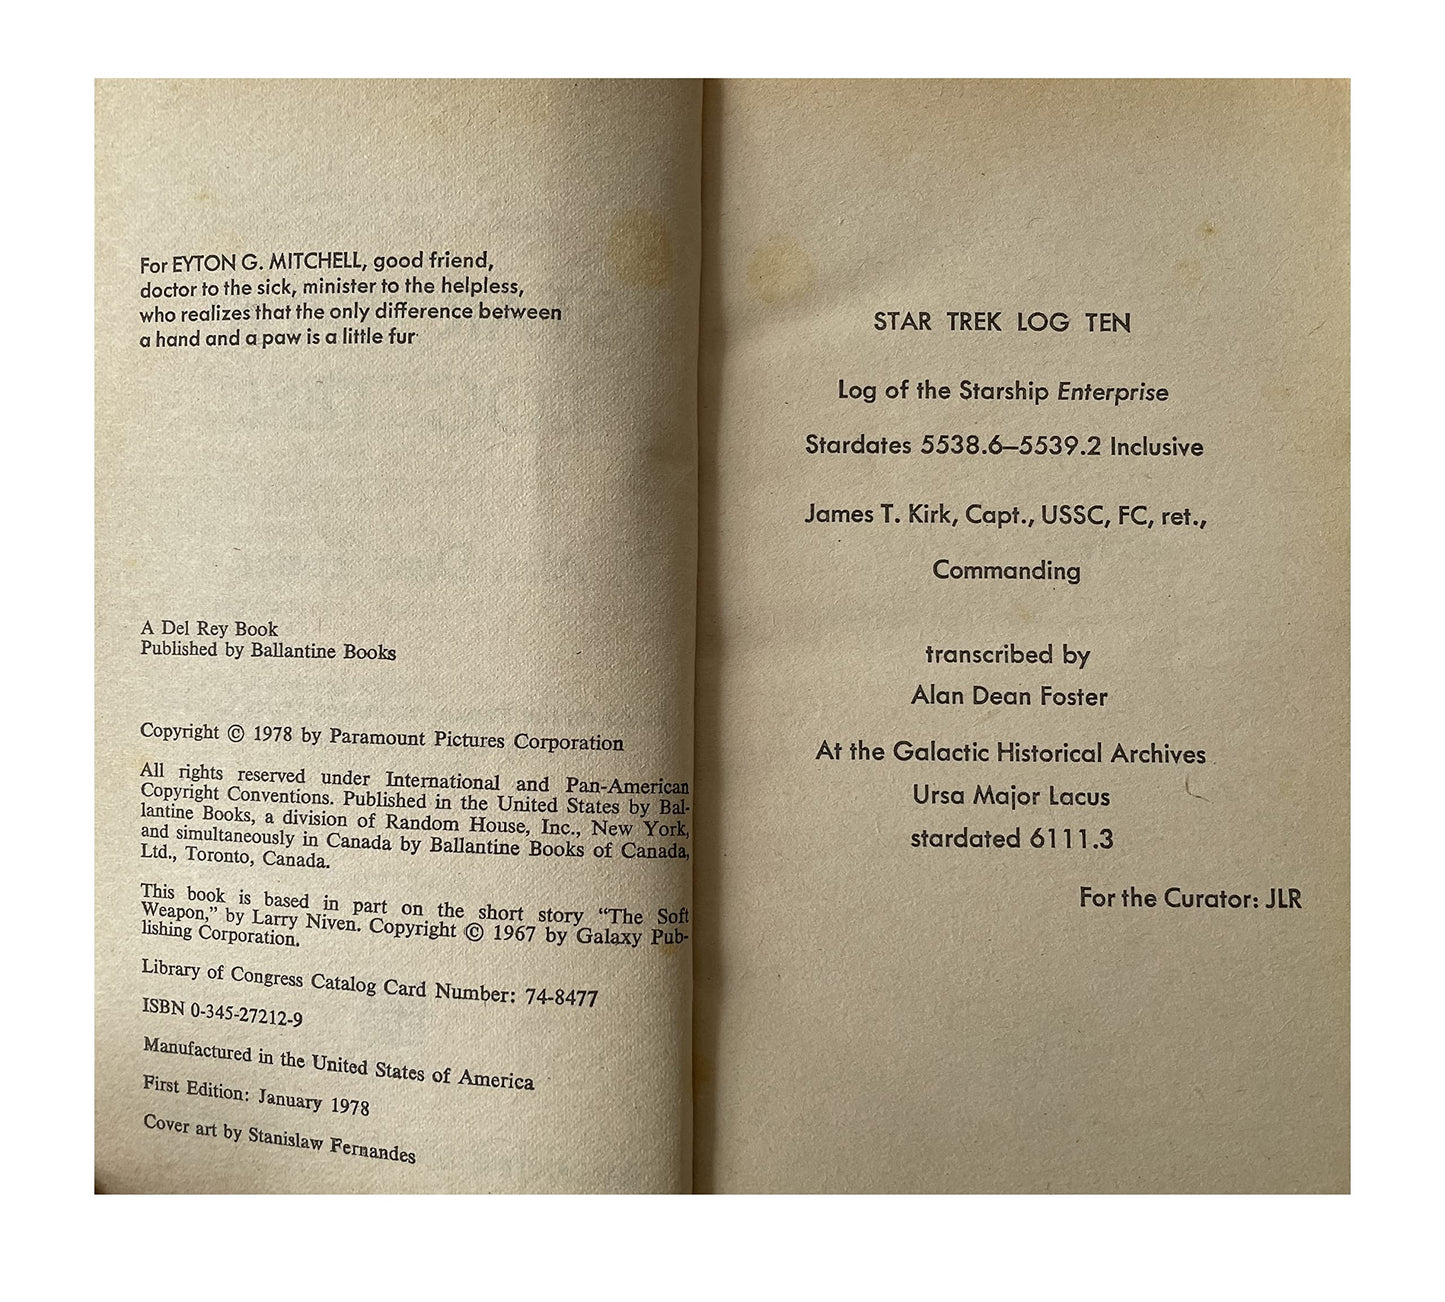 For EYTON G. MITCHELL, good friend,
doctor to the sick, minister to the helpless,
who realizes that the only difference between
a hand and a paw is a little fur
A Del Rey Book
Published by Ballantine Books
Copyright © 1978 by Paramount Pictures Corporation
All rights reserved under International and Pan-American
Copyright Conventions. Published in the United States by Bal-
lantine Books, a division of Random House, Inc., New York,
and simultaneously in Canada by Ballantine Books of Canada,
Ltd., Toronto, Canada.
This book is based in part on the short story “The Soft
Weapon,” by Larry Niven. Copyright © 1967 by Galaxy Pub-
lishing Corporation.
Library of Congress Catalog Card Number: 74-8477
ISBN 0-345-27212-9
Manufactured in the United States of America
First Edition: January 1978
Cover art by Stanislaw Fernandes
STAR TREK LOG TEN
Log of the Starship Enterprise
Stardates 5538.6–5539.2 Inclusive
James T. Kirk, Capt., USSC, FC, ret.,
Commanding
transcribed by
Alan Dean Foster
At the Galactic Historical Archives
Ursa Major Lacus
stardated 6111.3
For the Curator: JLR